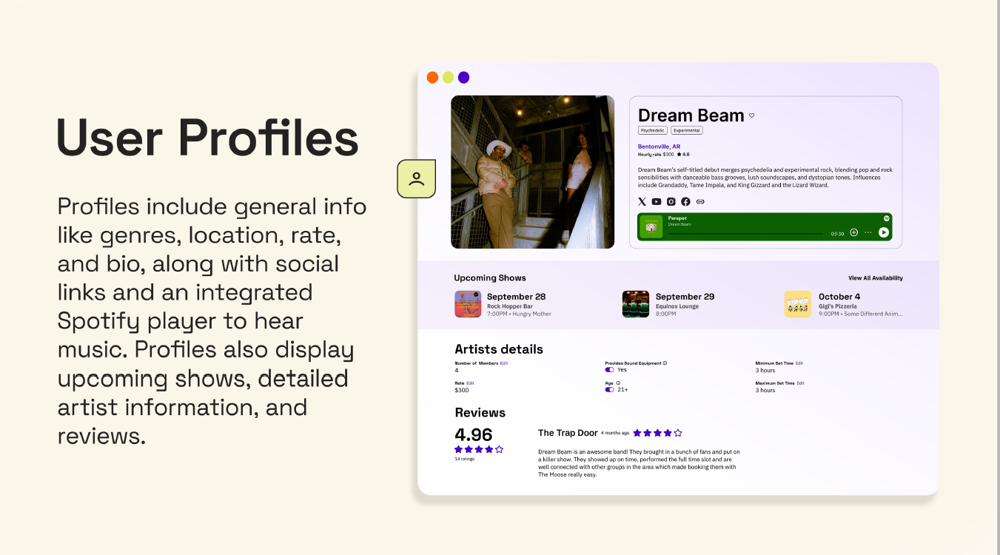 User Profiles
Profiles include general info
like genres, location, rate,
and bio, along with social
links and an integrated
Spotify player to hear
music. Profiles also display
upcoming shows, detailed
artist information, and
reviews.
Dream Beam
Psychedelic Experimental
Bentonville, AR
Hourly rate $300 ★ 4.6
Dream Beam's self-titled debut merges psychedelia and experimental rock, blending pop and rock
sensibilities with danceable bass grooves, lush soundscapes, and dystopian tones. Influences
include Grandaddy, Tame Impala, and King Gizzard and the Lizard Wizard.
Parapet
Dream Beam
03:30
Upcoming Shows
View All Availability
September 28
Rock Hopper Bar
7:00PM • Hungry Mother
September 29
Equinox Lounge
8:00PM
October 4
Gigi's Pizzeria
9:00PM • Some Different Anim...
Artists details
Number of Members Edit
4
Provides Sound Equipment
Yes
Minimum Set Time Edit
3 hours
Rate Edit
$300
Age
21+
Maximum Set Time Edit
3 hours
Reviews
4.96
14 ratings
The Trap Door 4 months ago
Dream Beam is an awesome band! They brought in a bunch of fans and put on
a killer show. They showed up on time, performed the full time slot and are
well connected with other groups in the area which made booking them with
The Moose really easy.